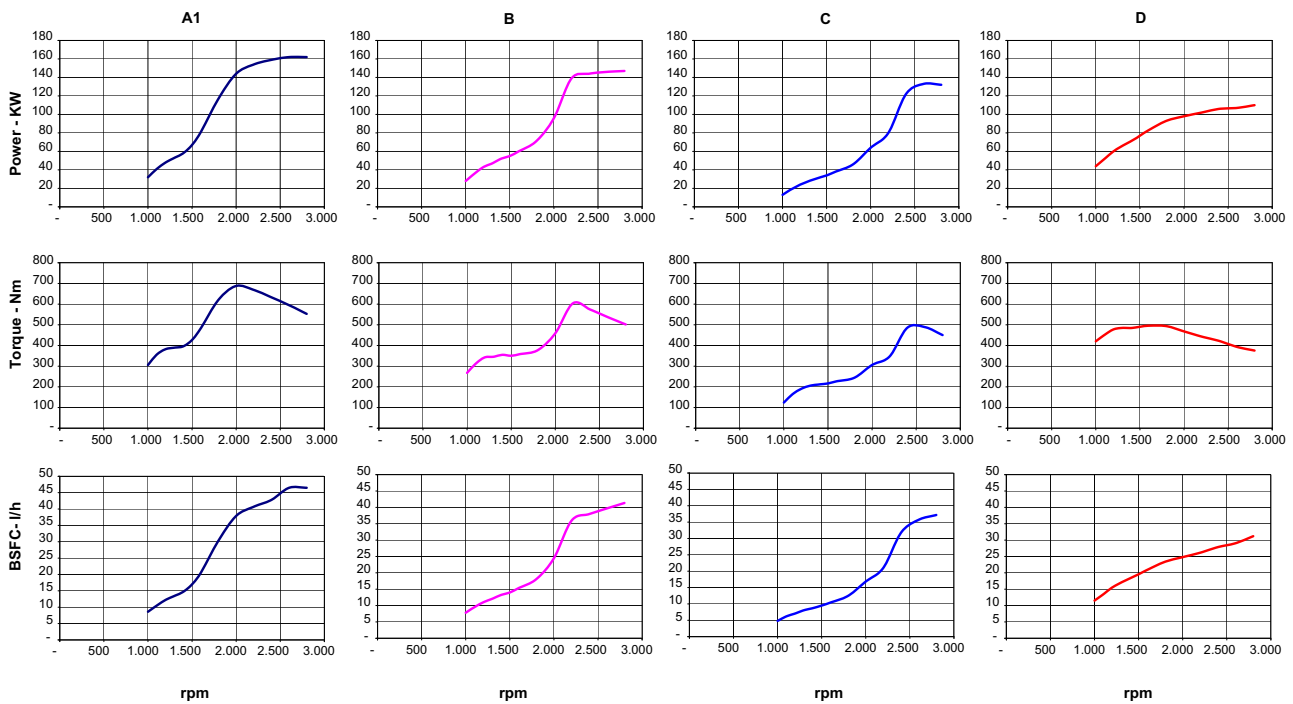 A1 B C D
Power - KW
180 180 180 180
160 160 160 160
140 140 140 140
120 120 120 120
100 100 100 100
80 80 80 80
60 60 60 60
40 40 40 40
20 20 20 20
- - - -
- 500 1.000 1.500 2.000 2.500 3.000 - 500 1.000 1.500 2.000 2.500 3.000 - 500 1.000 1.500 2.000 2.500 3.000 - 500 1.000 1.500 2.000 2.500 3.000
Torque - Nm
800 800 800 800
700 700 700 700
600 600 600 600
500 500 500 500
400 400 400 400
300 300 300 300
200 200 200 200
100 100 100 100
- - - -
- 500 1.000 1.500 2.000 2.500 3.000 - 500 1.000 1.500 2.000 2.500 3.000 - 500 1.000 1.500 2.000 2.500 3.000 - 500 1.000 1.500 2.000 2.500 3.000
BSFC- l/h
50 50 50 50
45 45 45 45
40 40 40 40
35 35 35 35
30 30 30 30
25 25 25 25
20 20 20 20
15 15 15 15
10 10 10 10
5 5 5 5
- - - -
- 500 1.000 1.500 2.000 2.500 3.000 - 500 1.000 1.500 2.000 2.500 3.000 - 500 1.000 1.500 2.000 2.500 3.000 - 500 1.000 1.500 2.000 2.500 3.000
rpm rpm rpm rpm